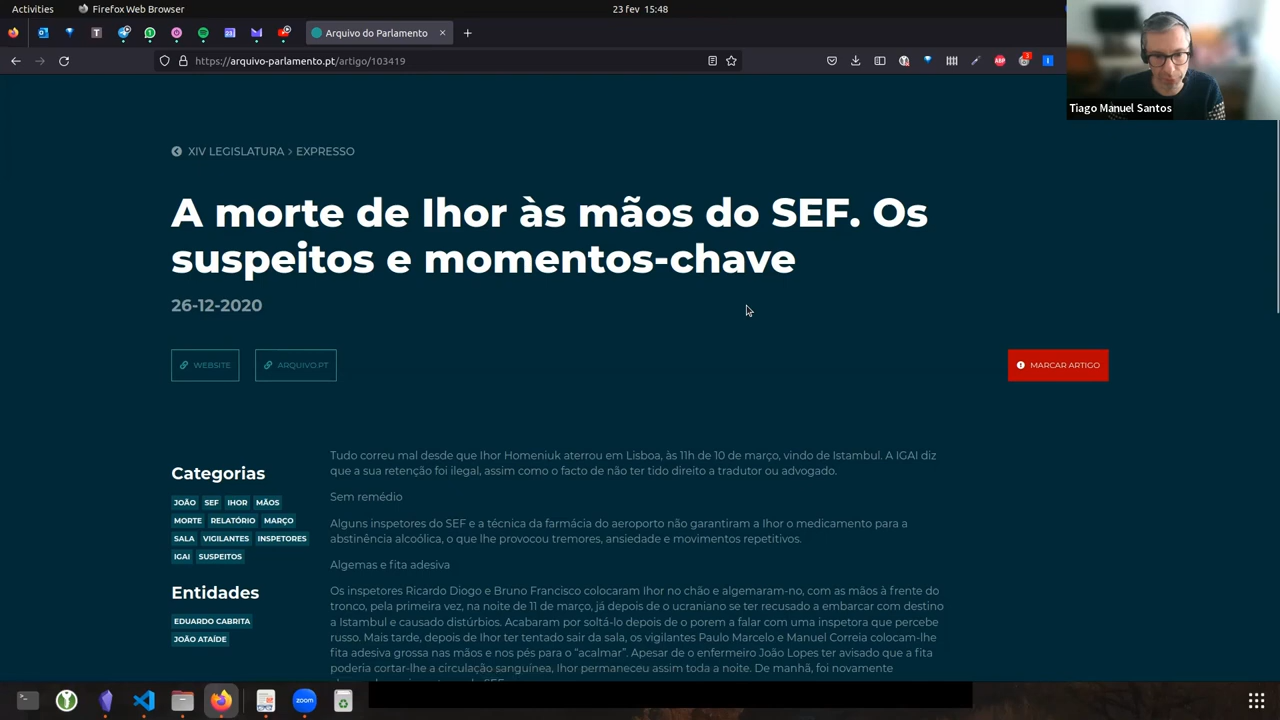 Activities
Firefox Web Browser
23 fev 15:48
Arquivo do Parlamento
https://arquivo-parlamento.pt/artigo/103419
Tiago Manuel Santos
XIV LEGISLATURA > EXPRESSO
A morte de Ihor às mãos do SEF. Os
suspeitos e momentos-chave
26-12-2020
WEBSITE
ARQUIVO.PT
MARCAR ARTIGO
Categorias
JOÃO SEF IHOR MÃOS
MORTE RELATÓRIO MARÇO
SALA VIGILANTES INSPETORES
IGAI SUSPEITOS
Entidades
EDUARDO CABRITA
JOÃO ATAÍDE
Tudo correu mal desde que Ihor Homeniuk aterrou em Lisboa, às 11h de 10 de março, vindo de Istambul. A IGAI diz
que a sua retenção foi ilegal, assim como o facto de não ter tido direito a tradutor ou advogado.
Sem remédio
Alguns inspetores do SEF e a técnica da farmácia do aeroporto não garantiram a Ihor o medicamento para a
abstinência alcoólica, o que lhe provocou tremores, ansiedade e movimentos repetitivos.
Algemas e fita adesiva
Os inspetores Ricardo Diogo e Bruno Francisco colocaram Ihor no chão e algemaram-no, com as mãos à frente do
tronco, pela primeira vez, na noite de 11 de março, já depois de o ucraniano se ter recusado a embarcar com destino
a Istambul e causado distúrbios. Acabaram por soltá-lo depois de o porem a falar com uma inspetora que percebe
russo. Mais tarde, depois de Ihor ter tentado sair da sala, os vigilantes Paulo Marcelo e Manuel Correia colocam-lhe
fita adesiva grossa nas mãos e nos pés para o “acalmar”. Apesar de o enfermeiro João Lopes ter avisado que a fita
poderia cortar-lhe a circulação sanguínea, Ihor permaneceu assim toda a noite. De manhã, foi novamente
zoom